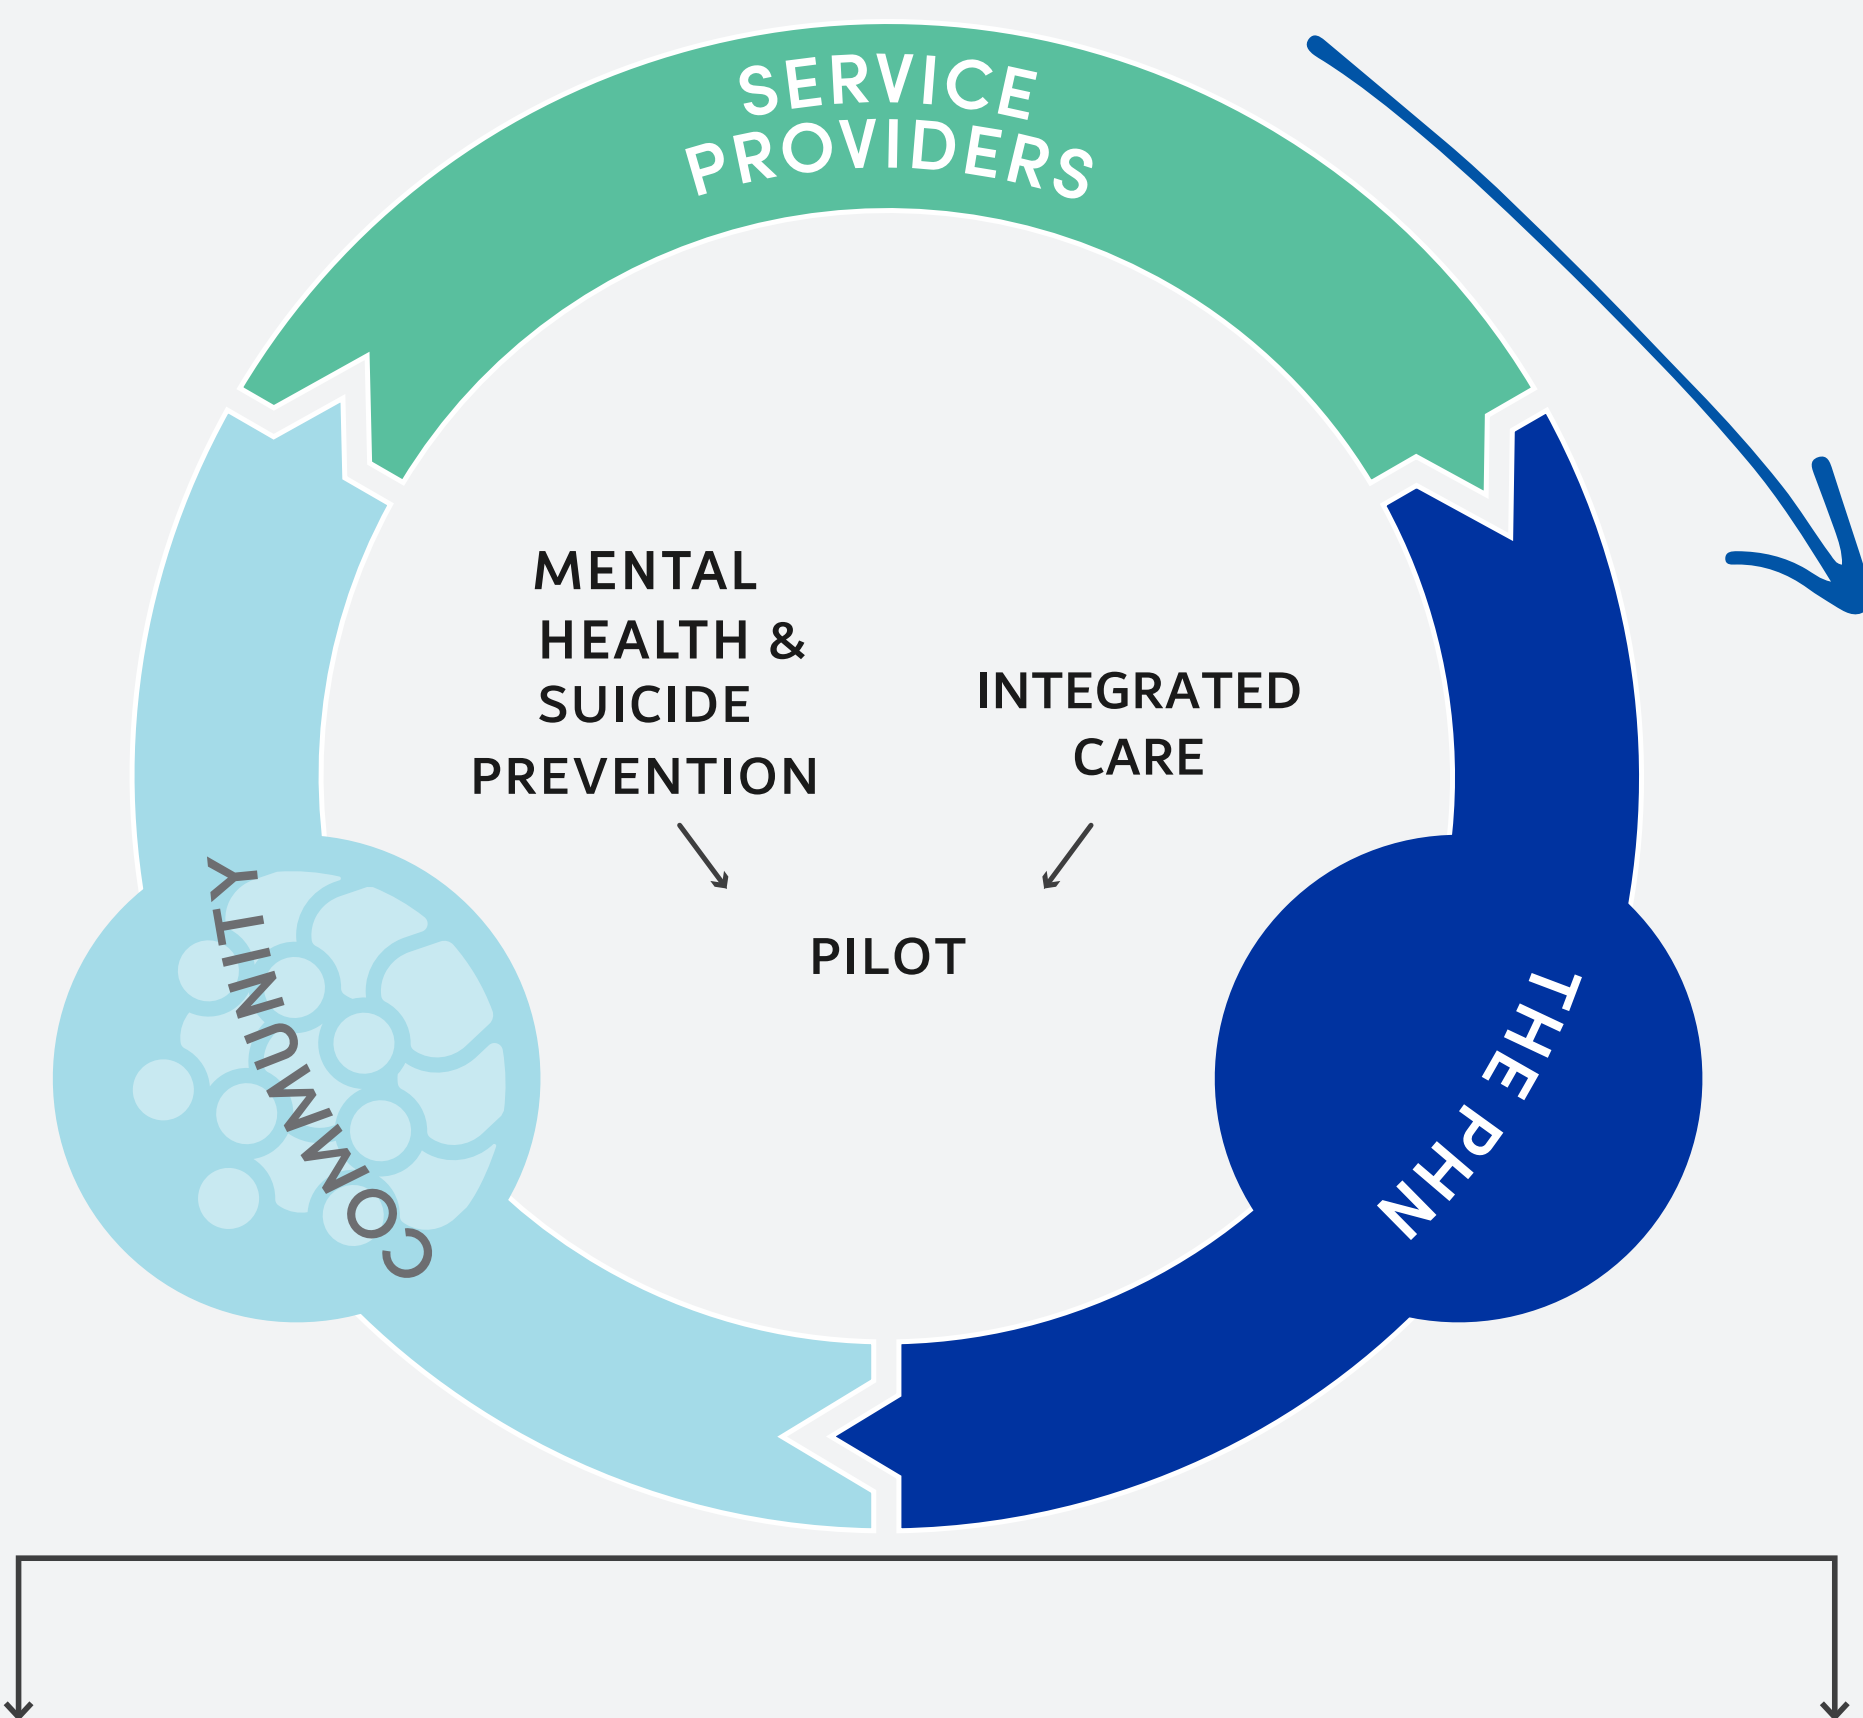 SERVICE
PROVIDERS
MENTAL
HEALTH &
SUICIDE
PREVENTION
INTEGRATED
CARE
PILOT
COMMUNITY
THE PHN